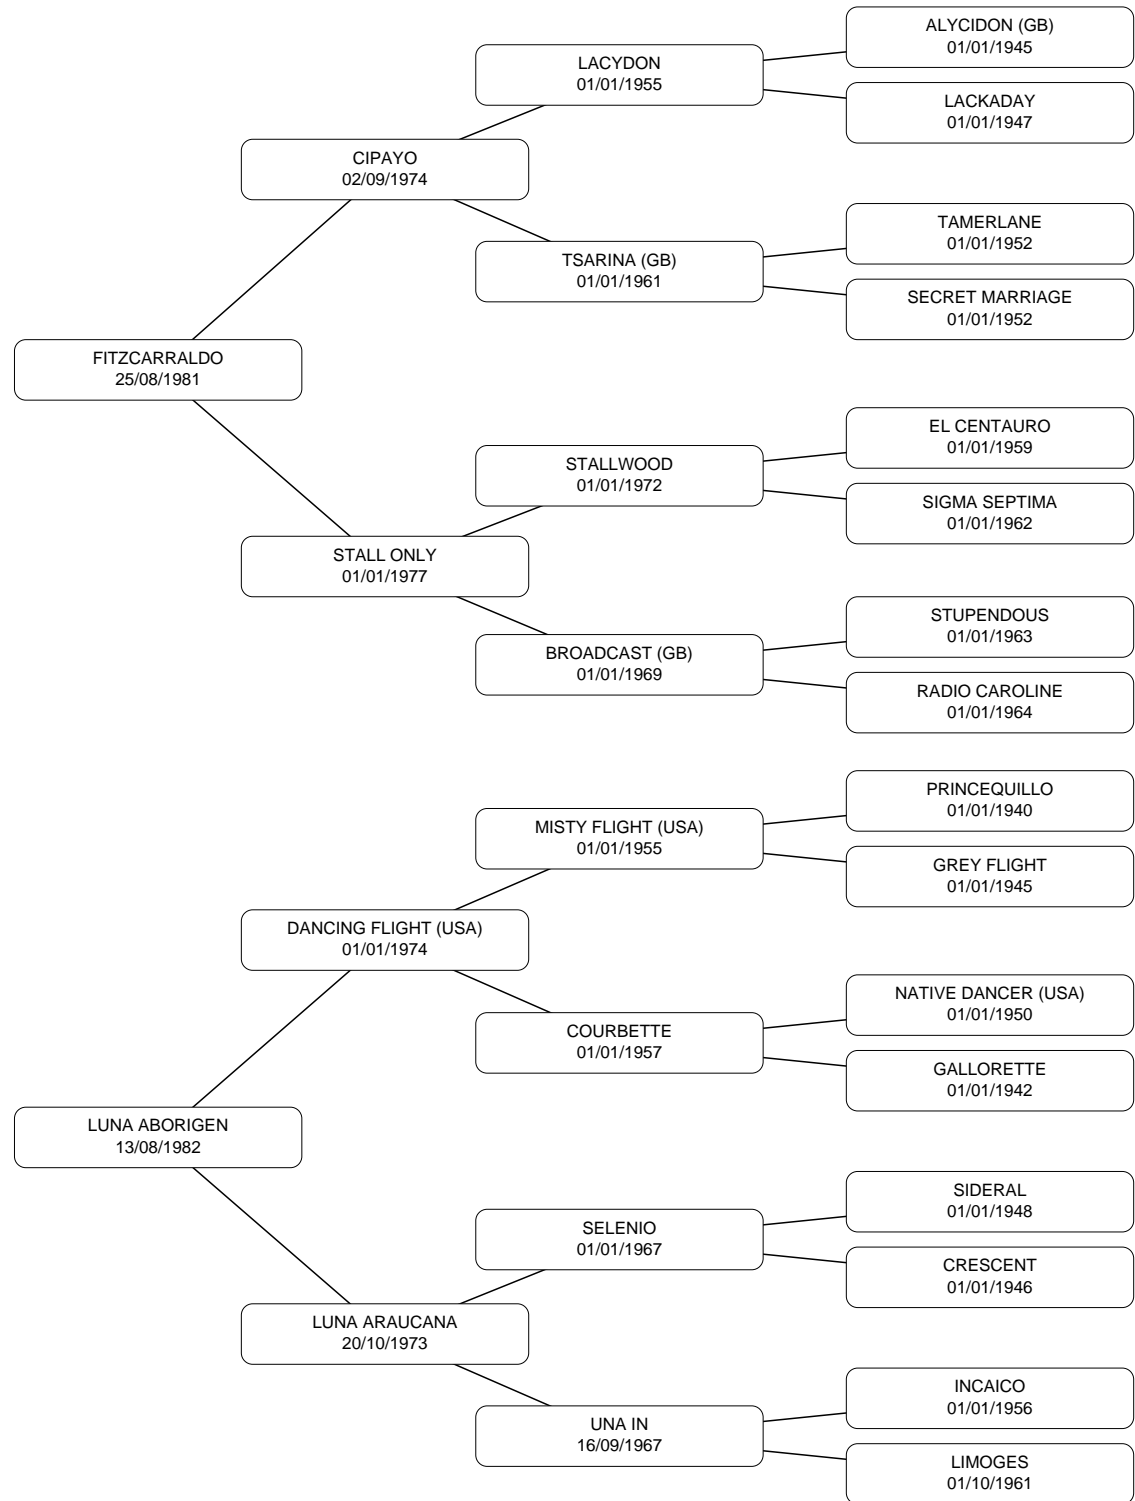 ALYCIDON (GB)
01/01/1945
LACYDON
01/01/1955
LACKADAY
01/01/1947
CIPAYO
02/09/1974
TAMERLANE
01/01/1952
TSARINA (GB)
01/01/1961
SECRET MARRIAGE
01/01/1952
FITZCARRALDO
25/08/1981
EL CENTAURO
01/01/1959
STALLWOOD
01/01/1972
SIGMA SEPTIMA
01/01/1962
STALL ONLY
01/01/1977
STUPENDOUS
01/01/1963
BROADCAST (GB)
01/01/1969
RADIO CAROLINE
01/01/1964
PRINCEQUILLO
01/01/1940
MISTY FLIGHT (USA)
01/01/1955
GREY FLIGHT
01/01/1945
DANCING FLIGHT (USA)
01/01/1974
NATIVE DANCER (USA)
01/01/1950
COURBETTE
01/01/1957
GALLORETTE
01/01/1942
LUNA ABORIGEN
13/08/1982
SIDERAL
01/01/1948
SELENIO
01/01/1967
CRESCENT
01/01/1946
LUNA ARAUCANA
20/10/1973
INCAICO
01/01/1956
UNA IN
16/09/1967
LIMOGES
01/10/1961